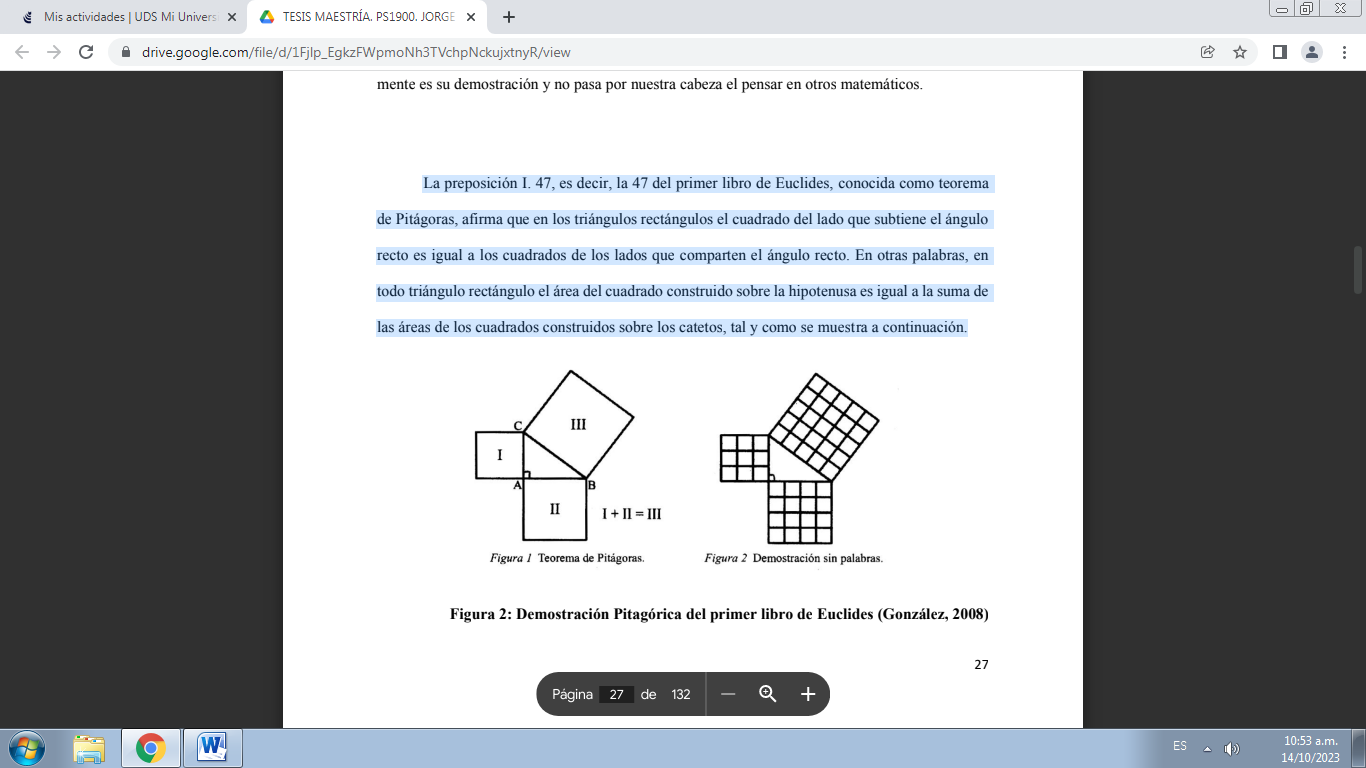 Mis actividades | UDS Mi Univers
TESIS MAESTRÍA. PS1900. JORGE
drive.google.com/file/d/1Fjlp_EgkzFWpmoNh3TVchpNckujxtnyR/view
mente es su demostración y no pasa por nuestra cabeza el pensar en otros matemáticos.
La preposición I. 47, es decir, la 47 del primer libro de Euclides, conocida como teorema
de Pitágoras, afirma que en los triángulos rectángulos el cuadrado del lado que subtiene el ángulo
recto es igual a los cuadrados de los lados que comparten el ángulo recto. En otras palabras, en
todo triángulo rectángulo el área del cuadrado construido sobre la hipotenusa es igual a la suma de
las áreas de los cuadrados construidos sobre los catetos, tal y como se muestra a continuación.
C
III
I
A
B
II
I + II = III
Figura 1 Teorema de Pitágoras.
Figura 2 Demostración sin palabras.
Figura 2: Demostración Pitagórica del primer libro de Euclides (González, 2008)
27
Página 27 de 132
ES
10:53 a.m.
14/10/2023